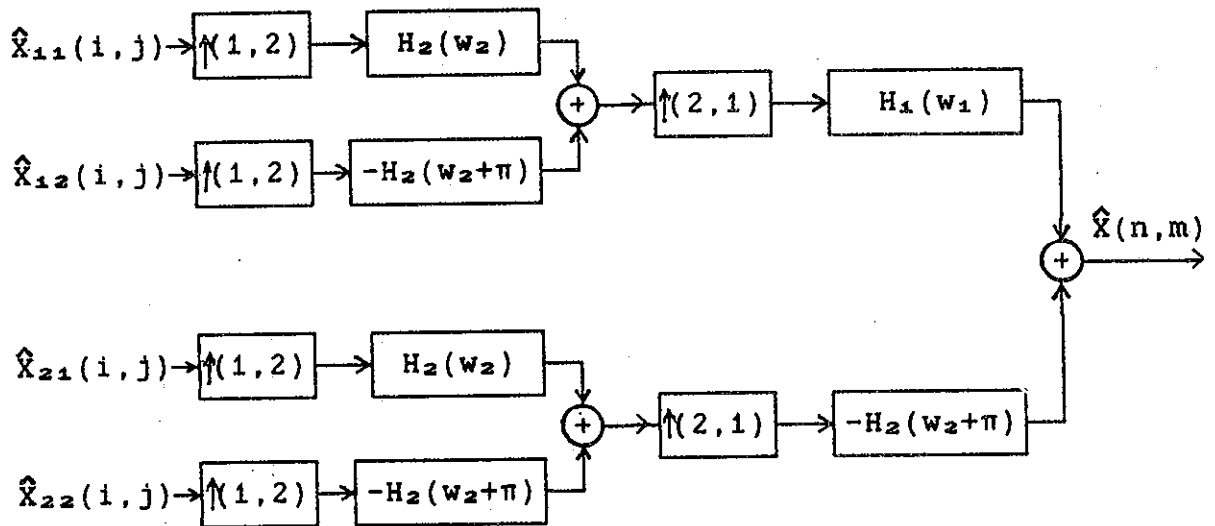 X̂₁₁(i,j) ↑(1,2) H₂(w₂)
+ ↑(2,1) H₁(w₁)
X̂₁₂(i,j) ↑(1,2) -H₂(w₂+π)
X̂(n,m)
+
X̂₂₁(i,j) ↑(1,2) H₂(w₂)
+ ↑(2,1) -H₂(w₂+π)
X̂₂₂(i,j) ↑(1,2) -H₂(w₂+π)